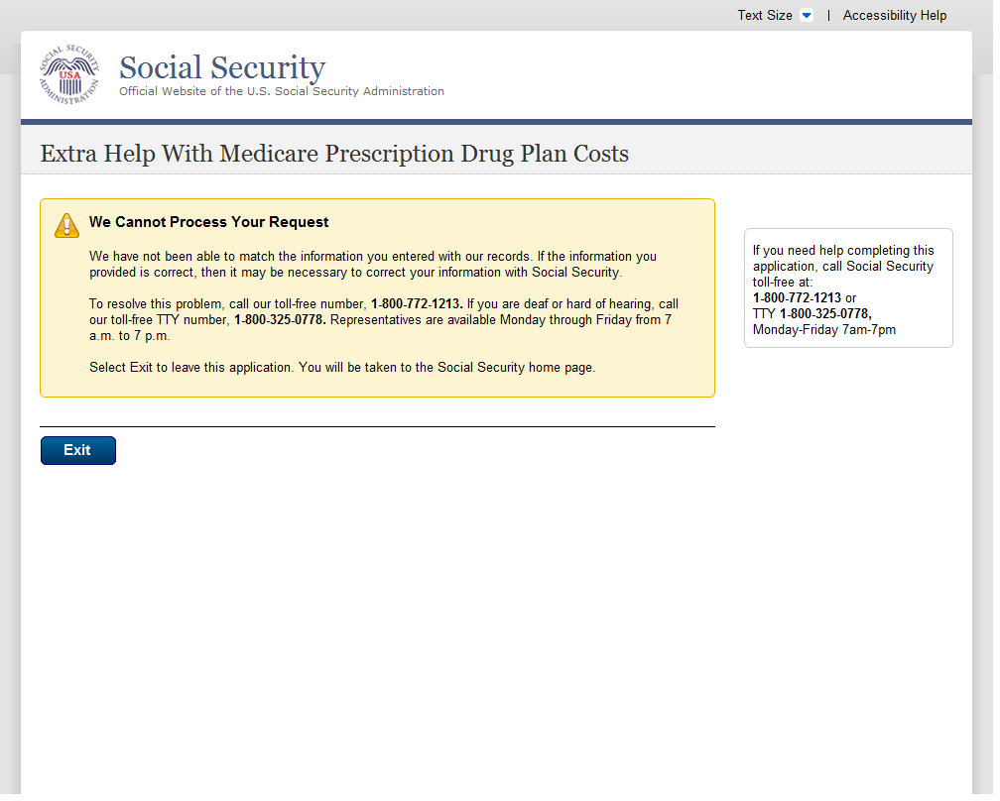 Text Size | Accessibility Help
SOCIAL SECURITY ADMINISTRATION
USA
Social Security
Official Website of the U.S. Social Security Administration
Extra Help With Medicare Prescription Drug Plan Costs
We Cannot Process Your Request
We have not been able to match the information you entered with our records. If the information you
provided is correct, then it may be necessary to correct your information with Social Security.
To resolve this problem, call our toll-free number, 1-800-772-1213. If you are deaf or hard of hearing, call
our toll-free TTY number, 1-800-325-0778. Representatives are available Monday through Friday from 7
a.m. to 7 p.m.
Select Exit to leave this application. You will be taken to the Social Security home page.
If you need help completing this
application, call Social Security
toll-free at:
1-800-772-1213 or
TTY 1-800-325-0778,
Monday-Friday 7am-7pm
Exit